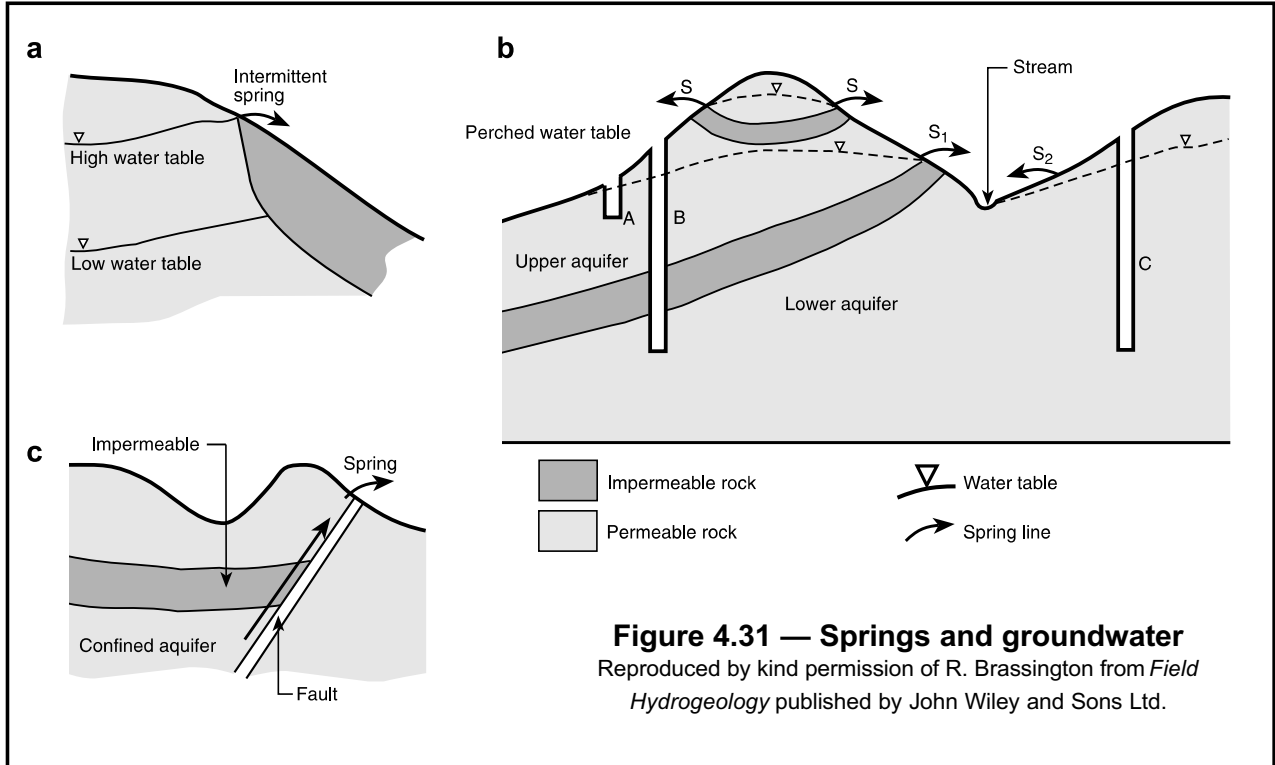 a
Intermittent
spring
High water table
Low water table
b
Stream
S
S
Perched water table
S1
S2
A
B
C
Upper aquifer
Lower aquifer
c
Impermeable
Spring
Confined aquifer
Fault
Impermeable rock
Water table
Permeable rock
Spring line
Figure 4.31 — Springs and groundwater
Reproduced by kind permission of R. Brassington from Field
Hydrogeology published by John Wiley and Sons Ltd.